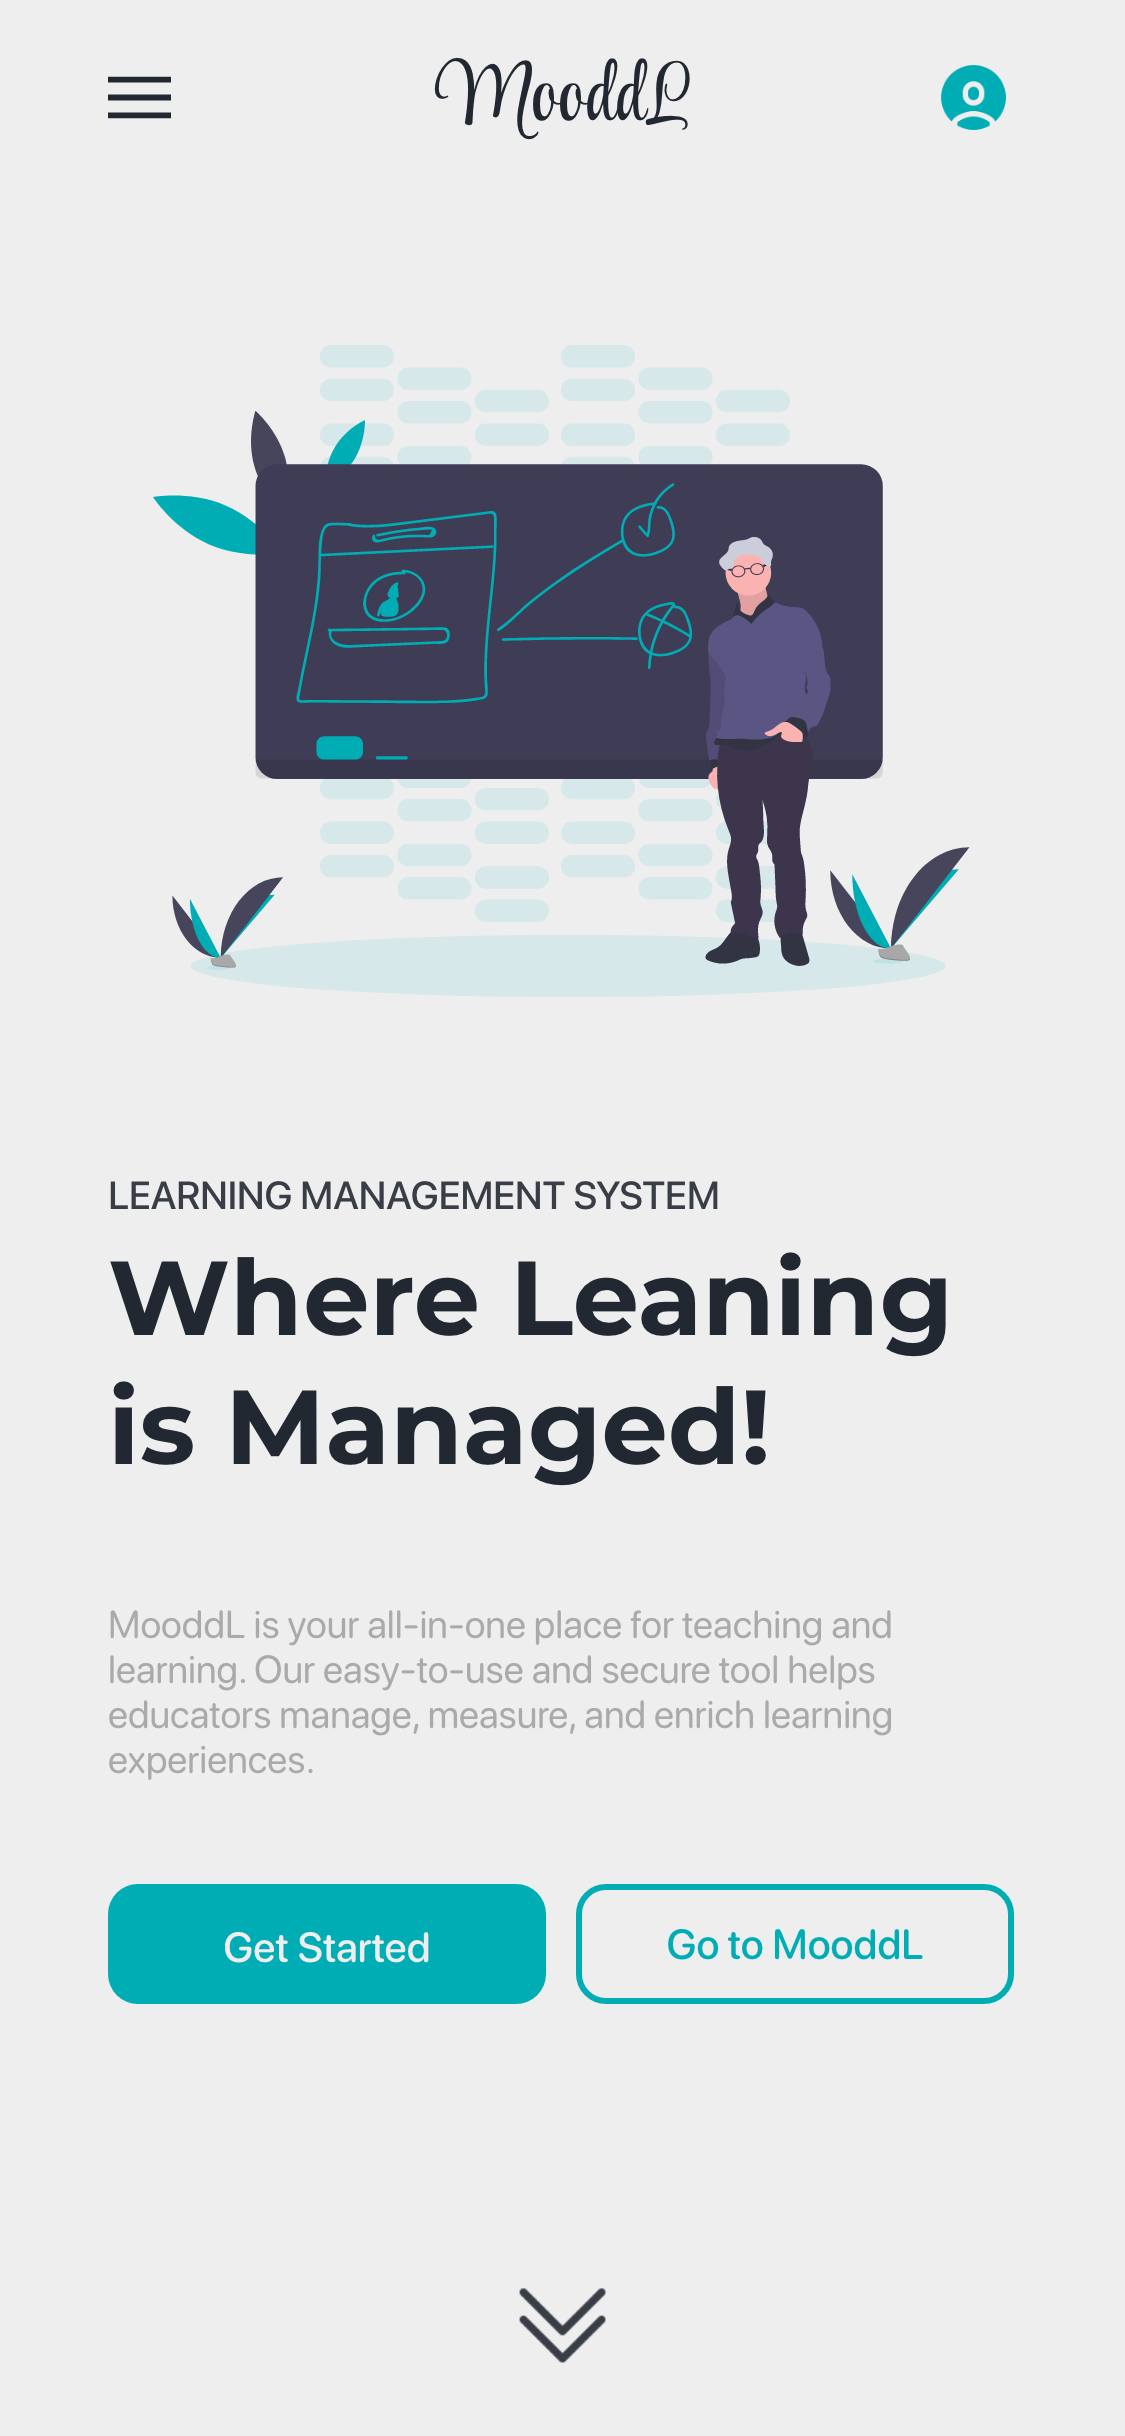 MooddL
LEARNING MANAGEMENT SYSTEM
Where Leaning
is Managed!
MooddL is your all-in-one place for teaching and
learning. Our easy-to-use and secure tool helps
educators manage, measure, and enrich learning
experiences.
Get Started
Go to MooddL